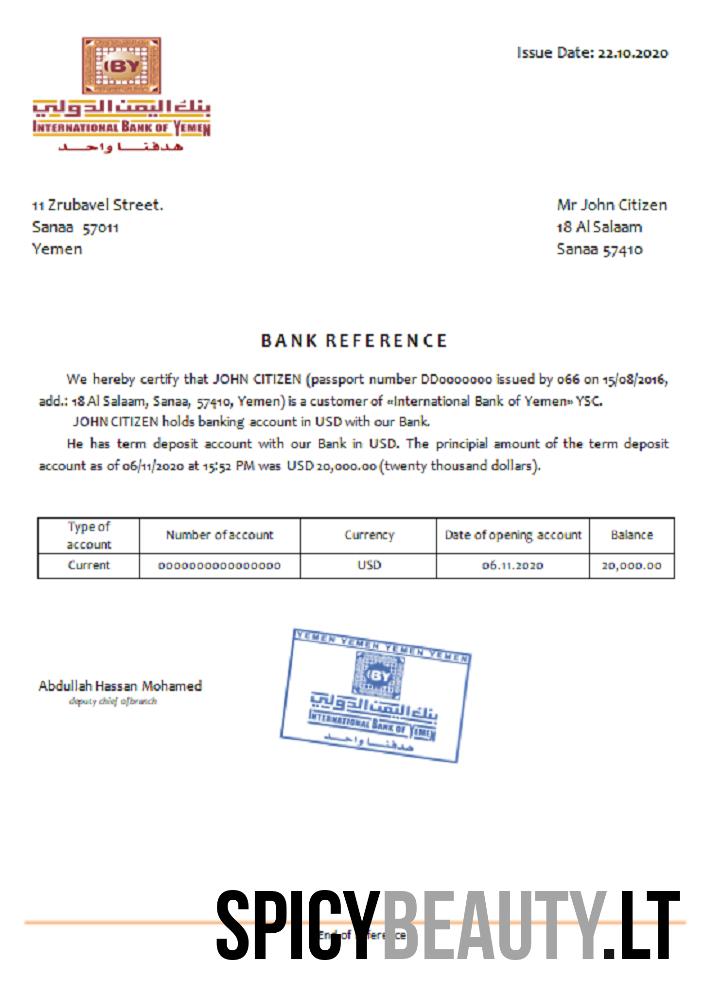 Issue Date: 22.10.2020
IBY
بنك اليمن الدولي
INTERNATIONAL BANK OF YEMEN
هدفنا واحد
11 Zrubavel Street.
Sanaa 57011
Yemen
Mr John Citizen
18 Al Salaam
Sanaa 57410
BANK REFERENCE
We hereby certify that JOHN CITIZEN (passport number DD0000000 issued by 066 on 15/08/2016,
add.: 18 Al Salaam, Sanaa, 57410, Yemen) is a customer of «International Bank of Yemen» YSC.
JOHN CITIZEN holds banking account in USD with our Bank.
He has term deposit account with our Bank in USD. The principial amount of the term deposit
account as of 06/11/2020 at 15:52 PM was USD 20,000.00 (twenty thousand dollars).
Type of account Number of account Currency Date of opening account Balance
Current 0000000000000000 USD 06.11.2020 20,000.00
YEMEN YEMEN YEMEN YEMEN
IBY
بنك اليمن الدولي
INTERNATIONAL BANK OF YEMEN
هدفنا واحد
Abdullah Hassan Mohamed
deputy chief of branch
SPICYBEAUTY.LT
End of reference